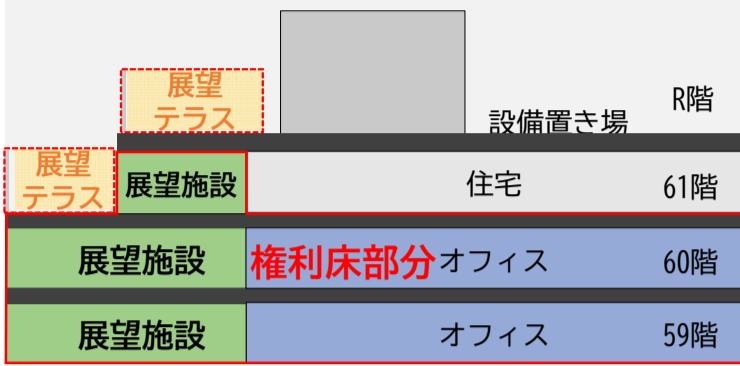 展望
テラス
設備置き場
R階
展望
テラス
展望施設
住宅
61階
展望施設
権利床部分
オフィス
60階
展望施設
オフィス
59階